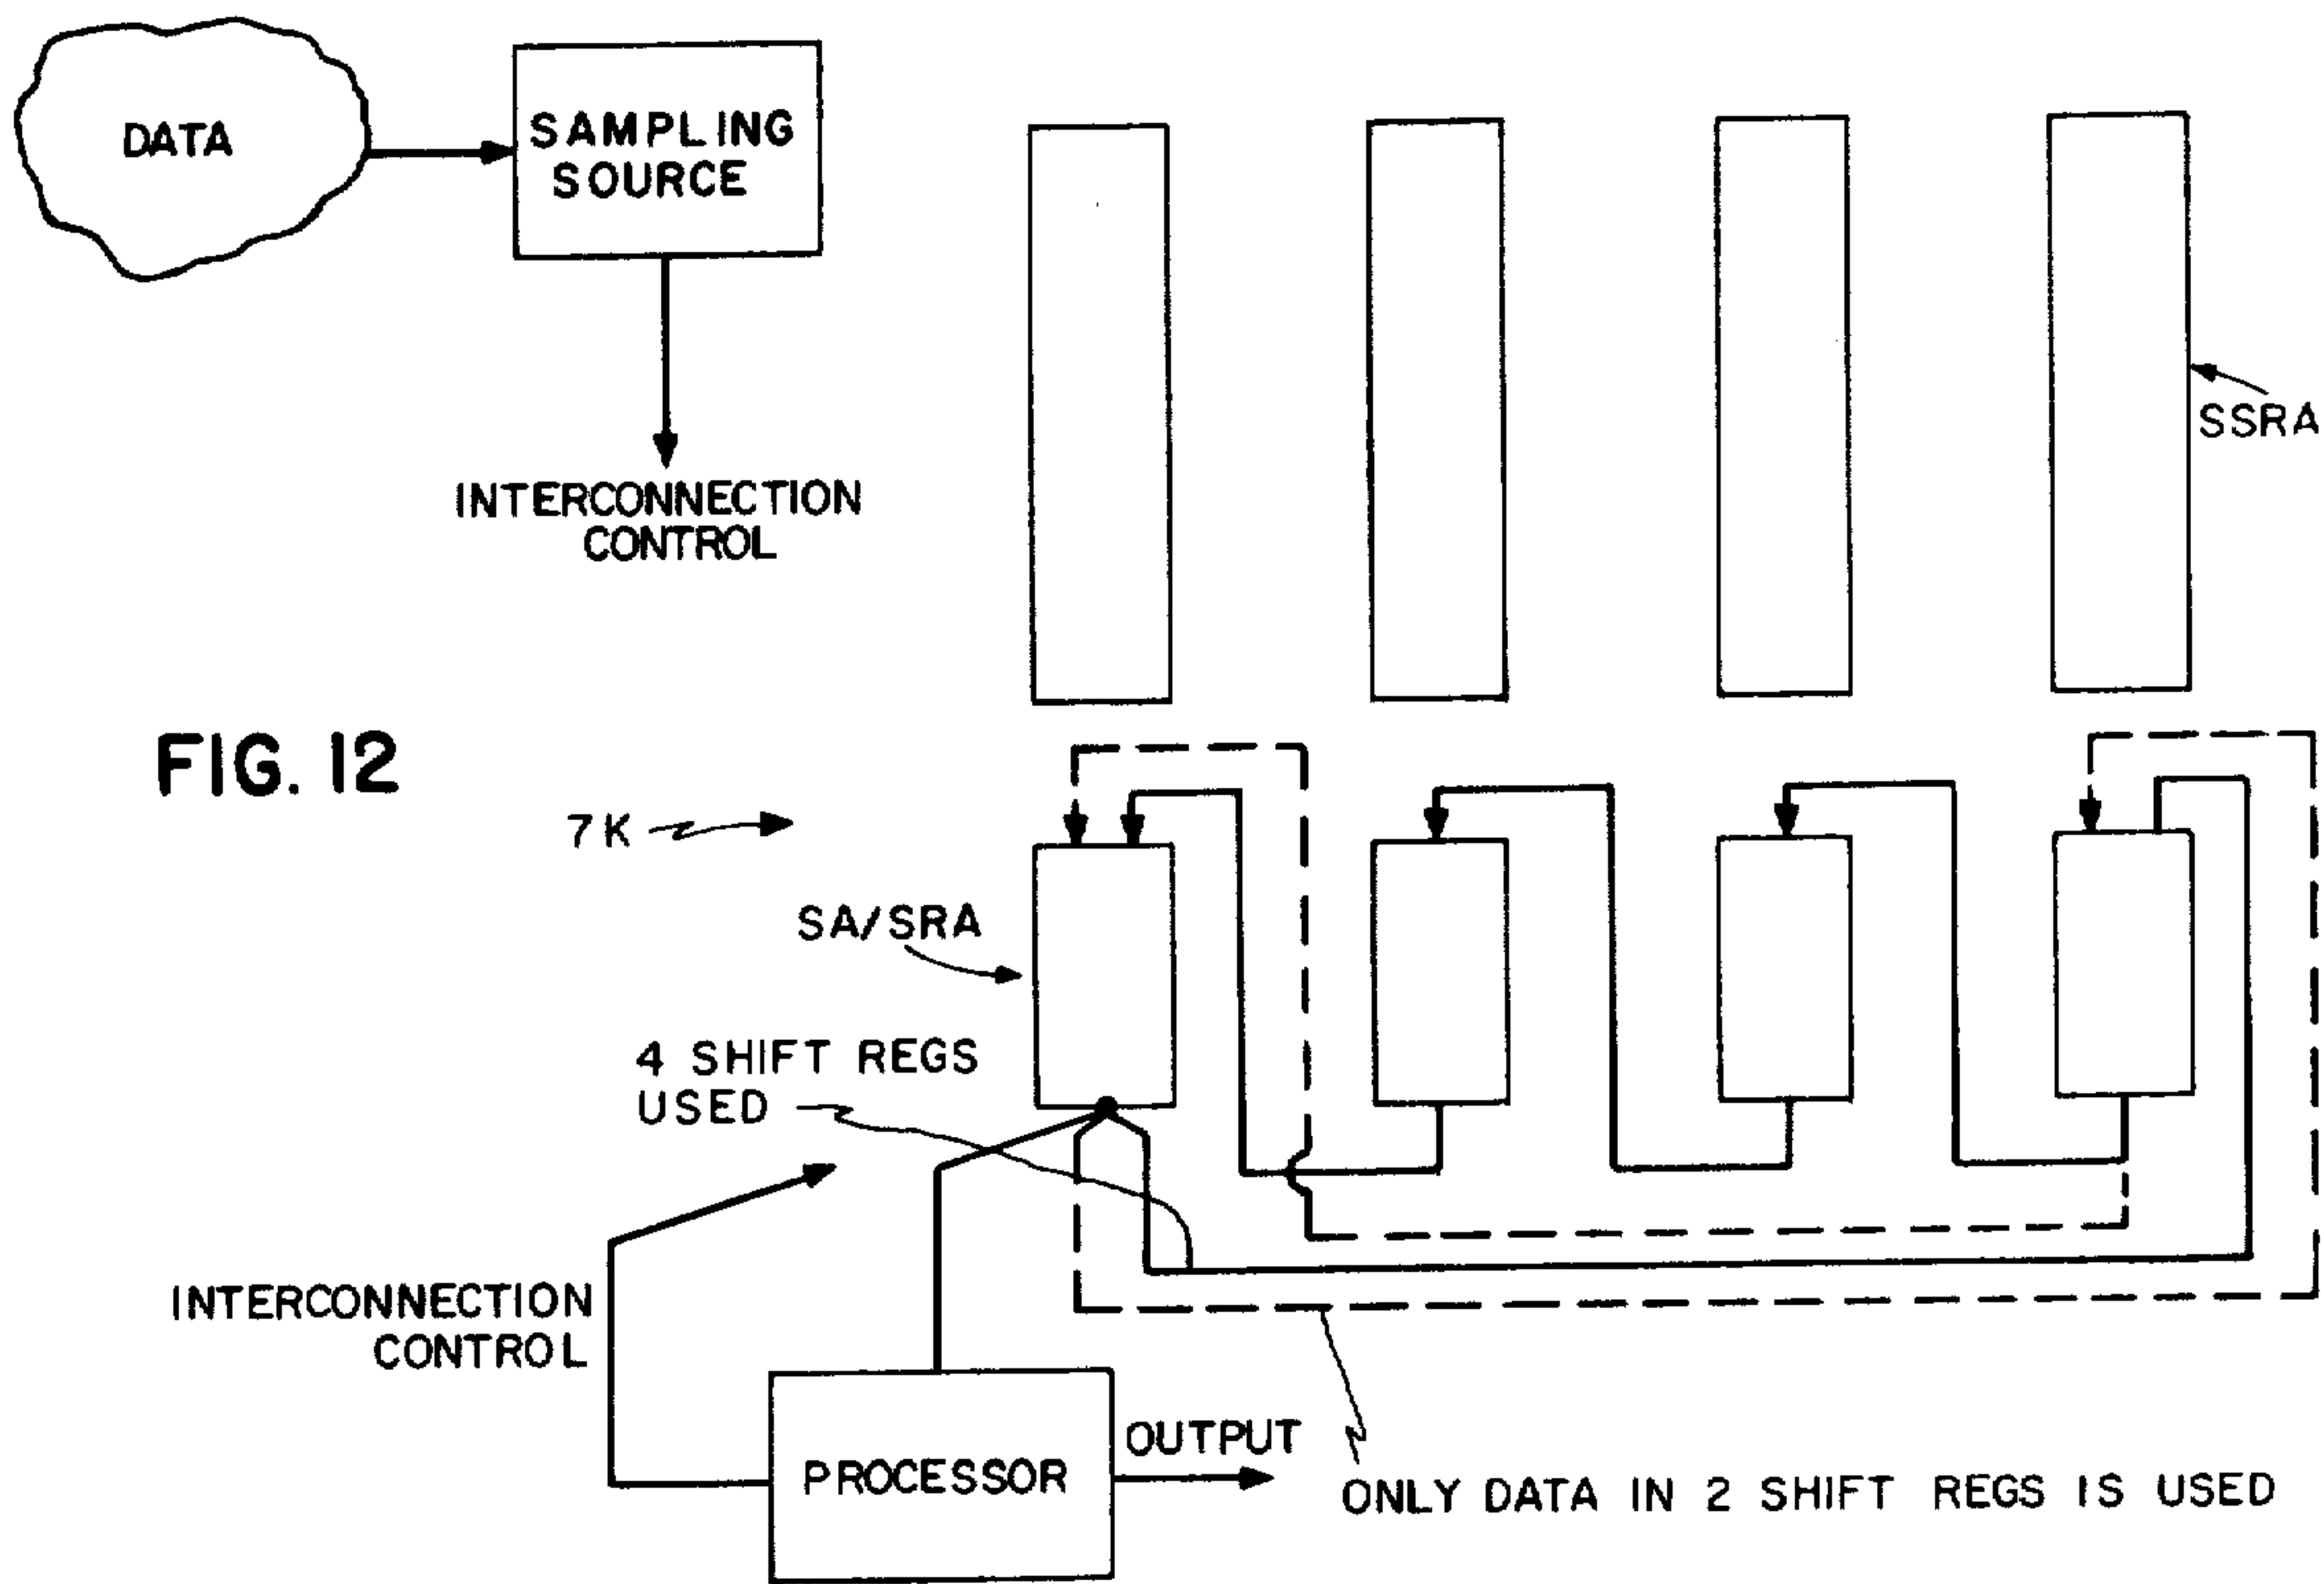 DATA
SAMPLING
SOURCE
INTERCONNECTION
CONTROL
SSRA
FIG. 12
7K
SA/SRA
4 SHIFT REGS
USED
INTERCONNECTION
CONTROL
PROCESSOR
OUTPUT
ONLY DATA IN 2 SHIFT REGS IS USED